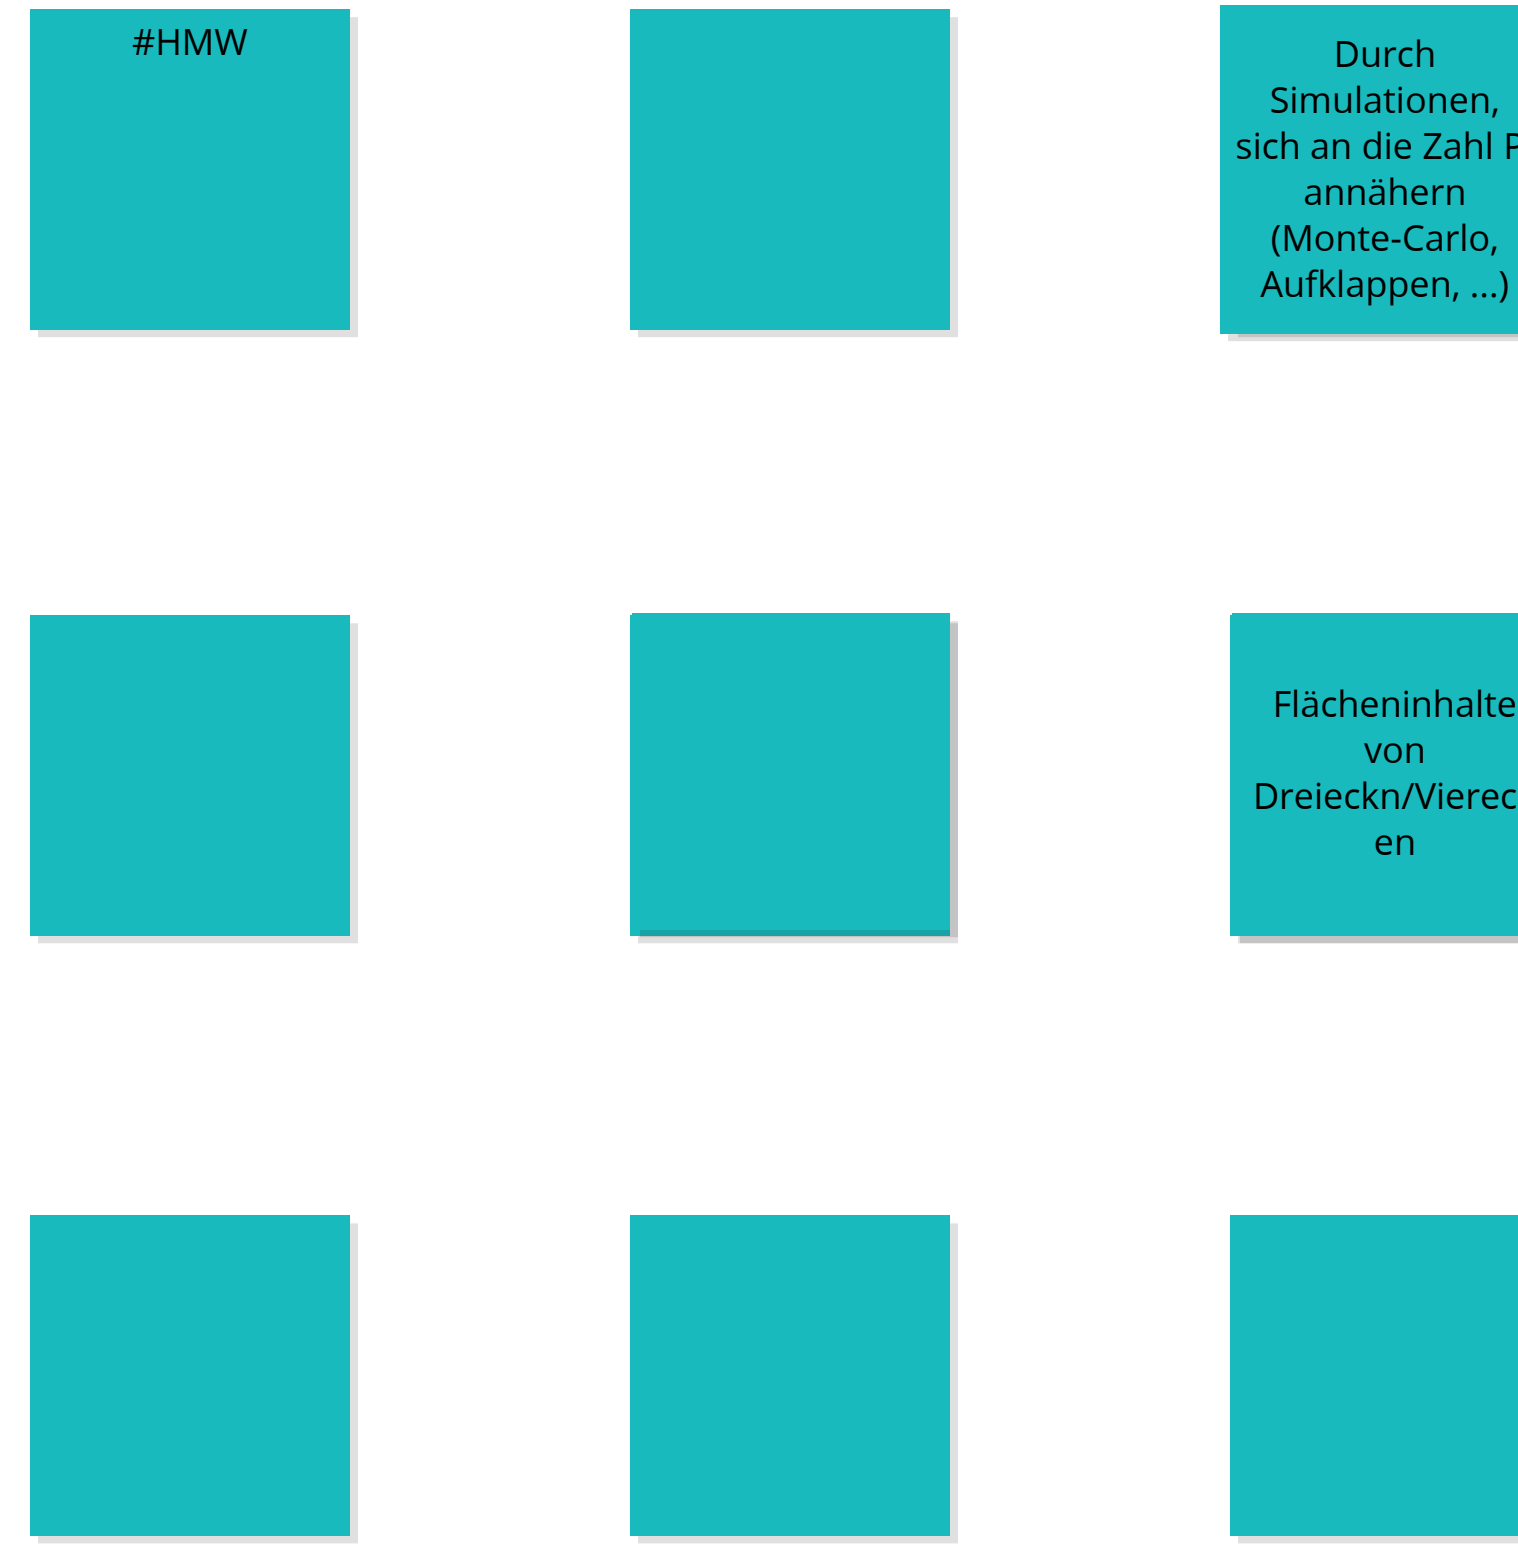 #HMW
Durch
Simulationen,
sich an die Zahl P
annähern
(Monte-Carlo,
Aufklappen, ...)
Flächeninhalte
von
Dreieckn/Vierec
en